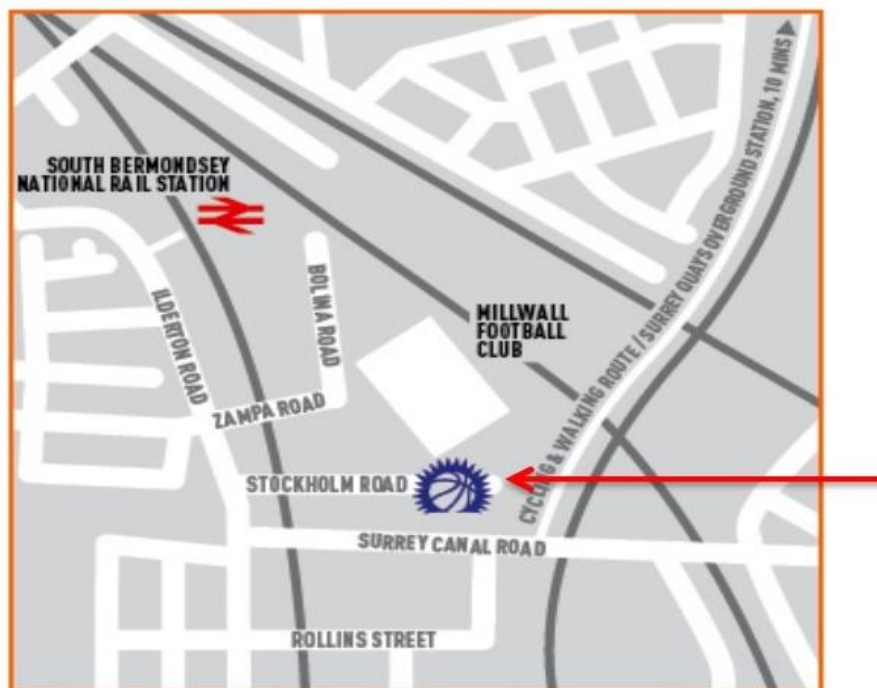 SOUTH BERMONDSEY
NATIONAL RAIL STATION
CYCLING & WALKING ROUTE / SURREY QUAYS OVERGROUND STATION, 10 MINS
BOLINA ROAD
ILDERTON ROAD
MILLWALL
FOOTBALL
CLUB
ZAMPA ROAD
STOCKHOLM ROAD
SURREY CANAL ROAD
ROLLINS STREET